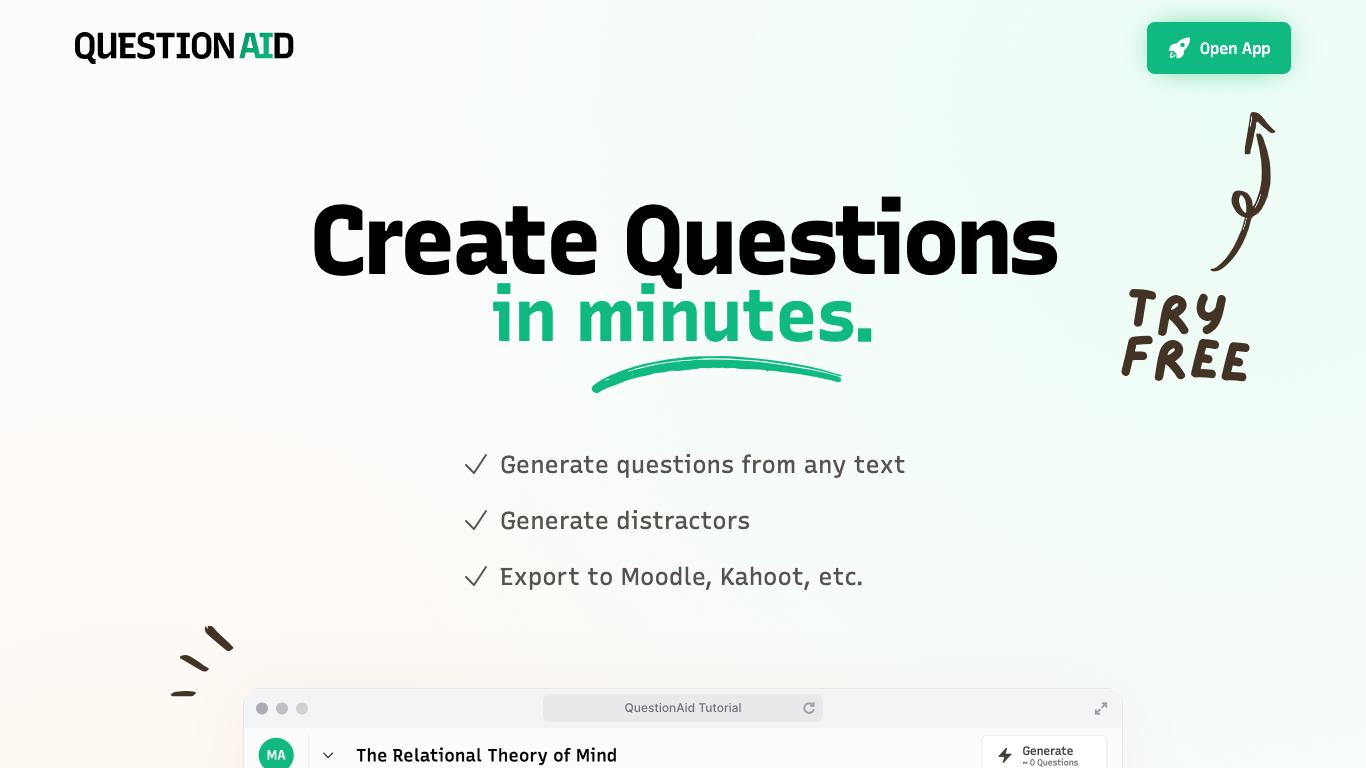 QUESTION AID
Open App
Create Questions
in minutes.
TRY
FREE
Generate questions from any text
Generate distractors
Export to Moodle, Kahoot, etc.
QuestionAid Tutorial
MA
The Relational Theory of Mind
Generate
~ 0 Questions